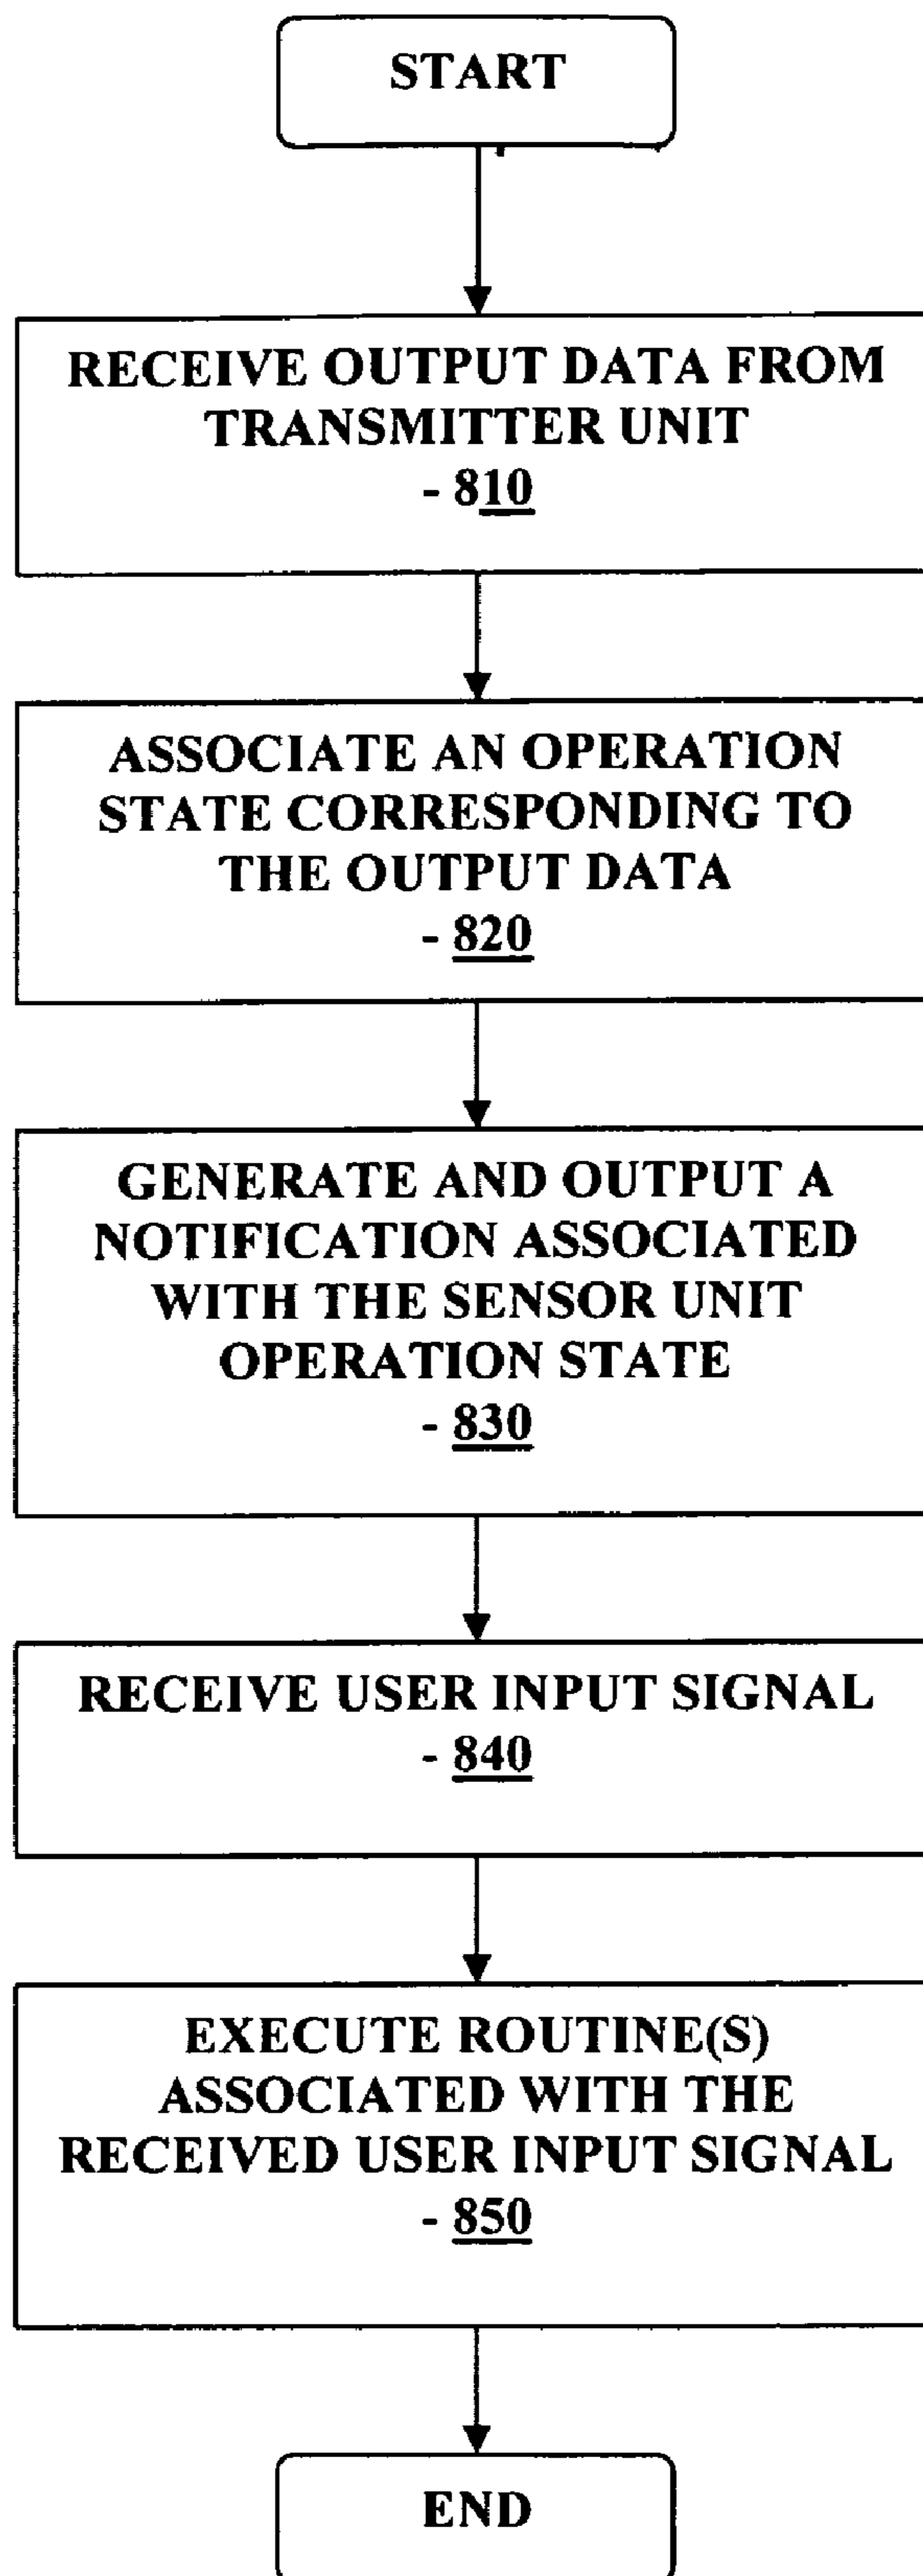 START
RECEIVE OUTPUT DATA FROM
TRANSMITTER UNIT
- 810
ASSOCIATE AN OPERATION
STATE CORRESPONDING TO
THE OUTPUT DATA
- 820
GENERATE AND OUTPUT A
NOTIFICATION ASSOCIATED
WITH THE SENSOR UNIT
OPERATION STATE
- 830
RECEIVE USER INPUT SIGNAL
- 840
EXECUTE ROUTINE(S)
ASSOCIATED WITH THE
RECEIVED USER INPUT SIGNAL
- 850
END